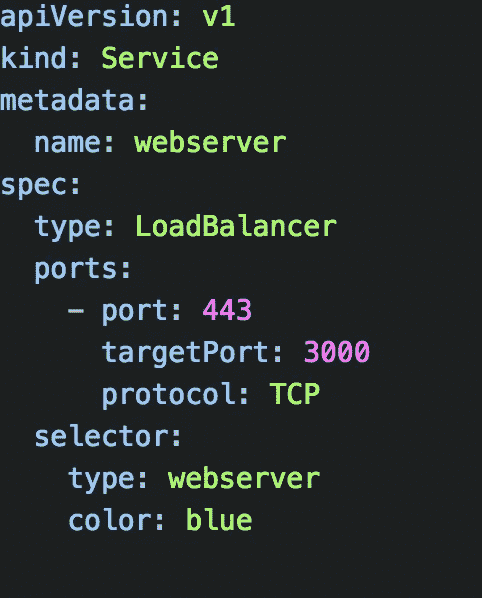 apiVersion: v1
kind: Service
metadata:
  name: webserver
spec:
  type: LoadBalancer
  ports:
    - port: 443
      targetPort: 3000
      protocol: TCP
  selector:
    type: webserver
    color: blue